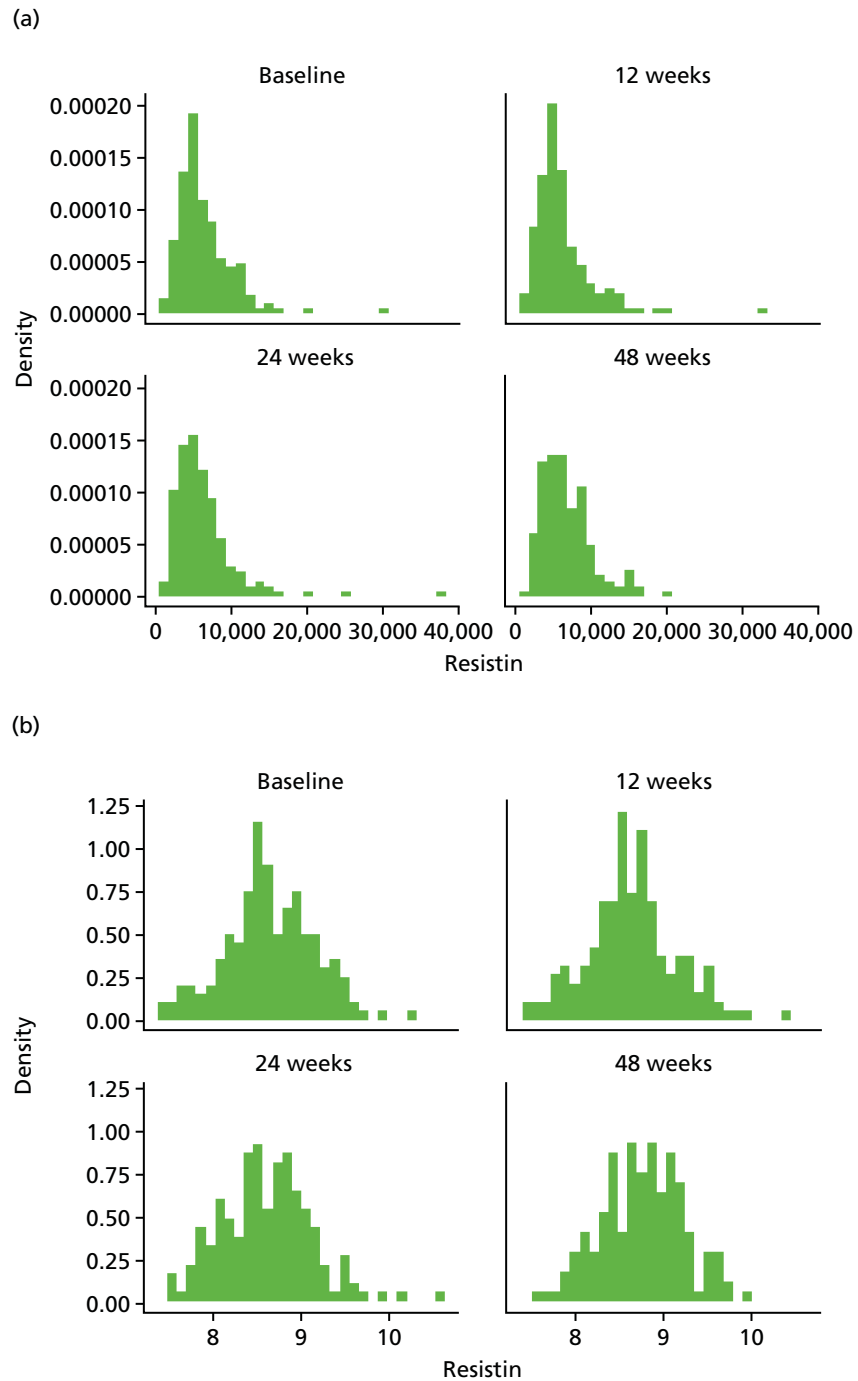 (a)
Baseline
12 weeks
0.00020
0.00015
0.00010
0.00005
0.00000
24 weeks
48 weeks
0.00020
0.00015
0.00010
0.00005
0.00000
Density
0 10,000 20,000 30,000 40,000
0 10,000 20,000 30,000 40,000
Resistin
(b)
Baseline
12 weeks
1.25
1.00
0.75
0.50
0.25
0.00
24 weeks
48 weeks
1.25
1.00
0.75
0.50
0.25
0.00
Density
8 9 10
8 9 10
Resistin